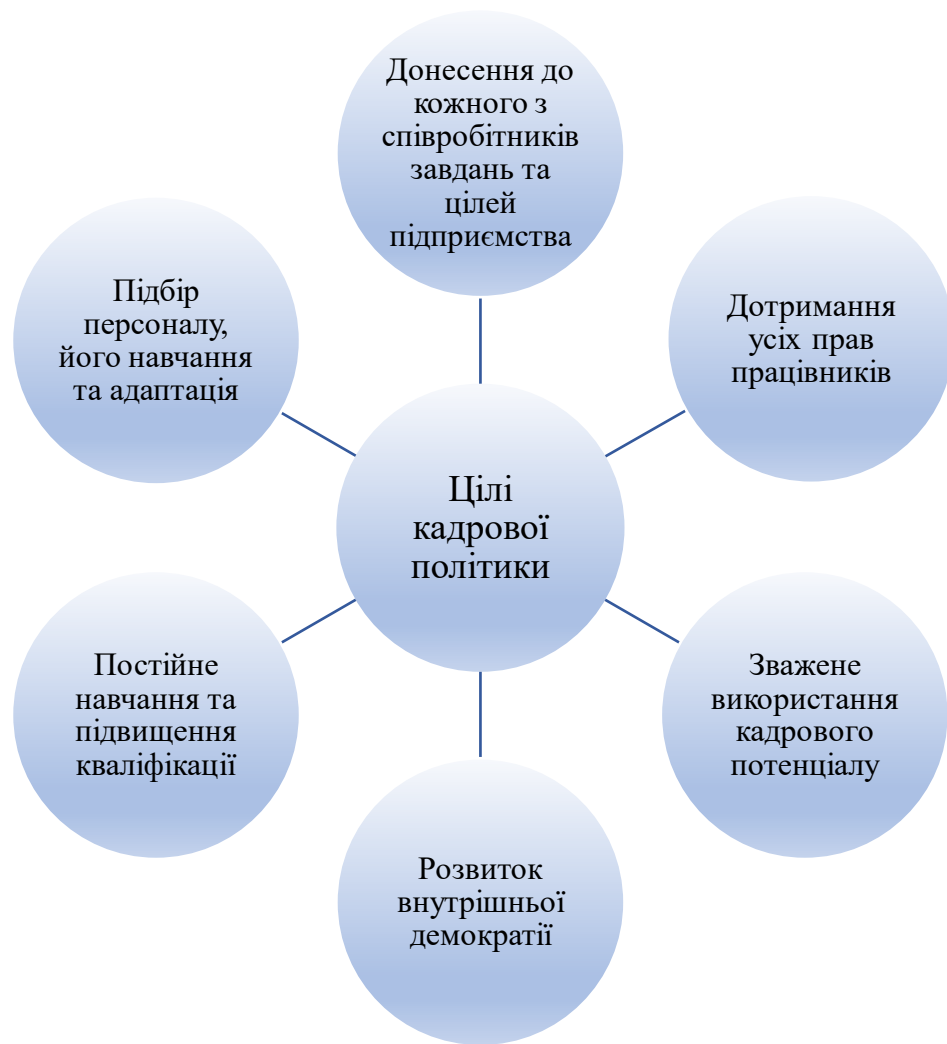 Донесення до
кожного з
співробітників
завдань та
цілей
підприємства
Підбір
персоналу,
його навчання
та адаптація
Дотримання
усіх прав
працівників
Цілі
кадрової
політики
Постійне
навчання та
підвищення
кваліфікації
Зважене
використання
кадрового
потенціалу
Розвиток
внутрішньої
демократії